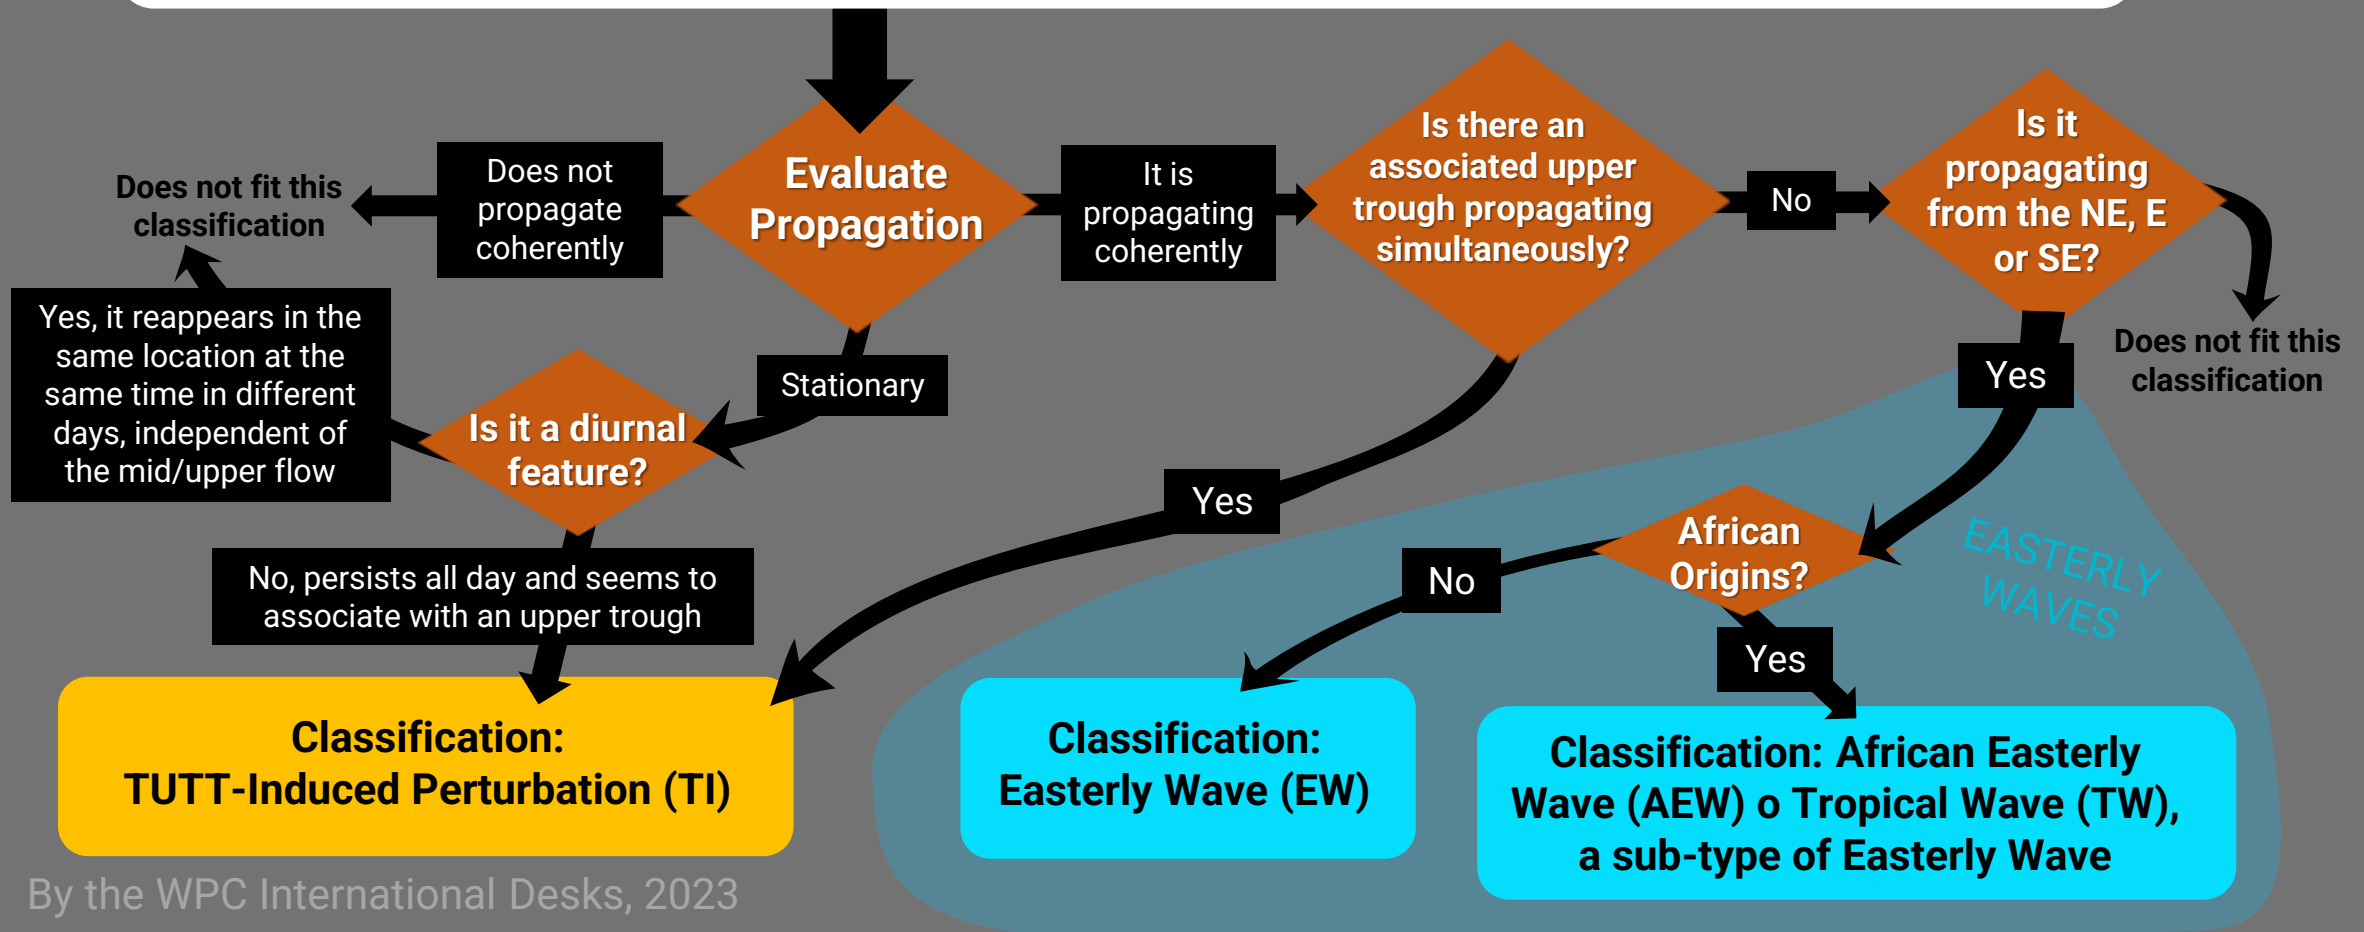 Evaluate
Propagation
Does not
propagate
coherently
Does not fit this
classification
It is
propagating
coherently
Is there an
associated upper
trough propagating
simultaneously?
No
Is it
propagating
from the NE, E
or SE?
Does not fit this
classification
Yes
Stationary
Is it a diurnal
feature?
Yes, it reappears in the
same location at the
same time in different
days, independent of
the mid/upper flow
No, persists all day and seems to
associate with an upper trough
Yes
African
Origins?
EASTERLY
WAVES
No
Yes
Classification:
TUTT-Induced Perturbation (TI)
Classification:
Easterly Wave (EW)
Classification: African Easterly
Wave (AEW) o Tropical Wave (TW),
a sub-type of Easterly Wave
By the WPC International Desks, 2023